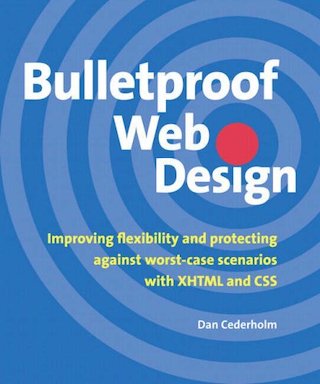 Bulletproof
Web
Design
Improving flexibility and protecting
against worst-case scenarios
with XHTML and CSS
Dan Cederholm